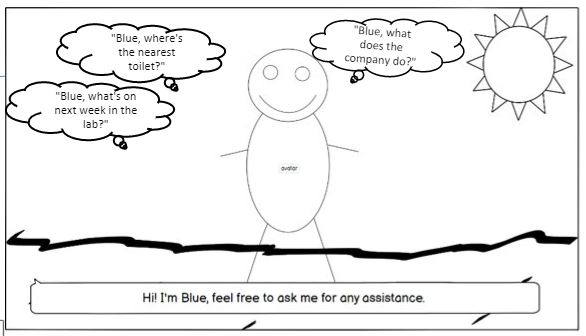 "Blue, where's
the nearest
toilet?"
"Blue, what
does the
company do?"
"Blue, what's on
next week in the
lab?"
avatar
Hi! I'm Blue, feel free to ask me for any assistance.